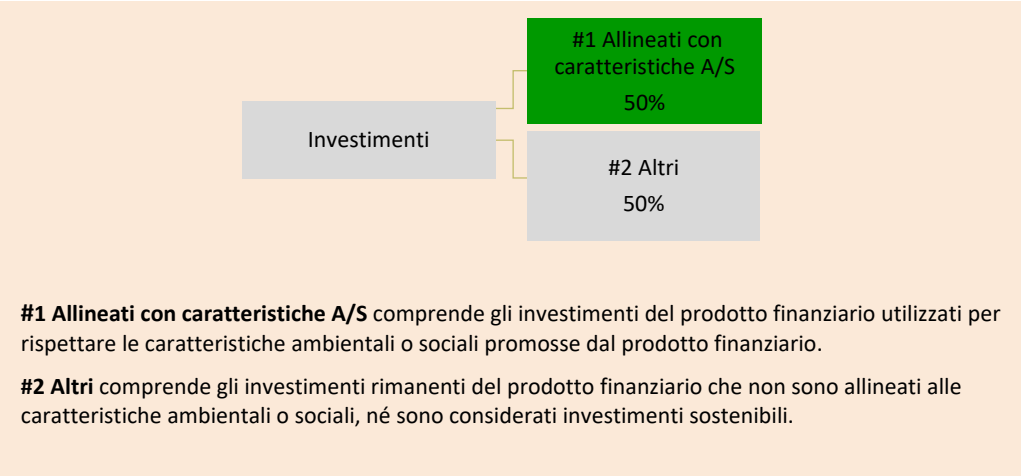 #1 Allineati con
caratteristiche A/S
50%
Investimenti
#2 Altri
50%
#1 Allineati con caratteristiche A/S comprende gli investimenti del prodotto finanziario utilizzati per
rispettare le caratteristiche ambientali o sociali promosse dal prodotto finanziario.
#2 Altri comprende gli investimenti rimanenti del prodotto finanziario che non sono allineati alle
caratteristiche ambientali o sociali, né sono considerati investimenti sostenibili.